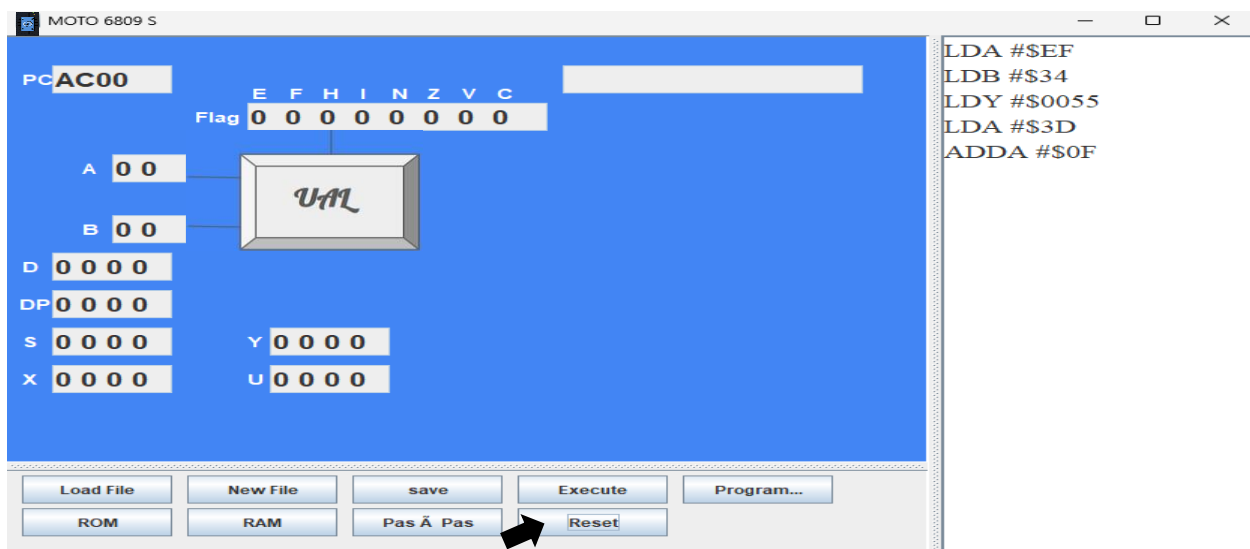 MOTO 6809 S
PC AC00
E F H I N Z V C
Flag 0 0 0 0 0 0 0 0
A 0 0
UAL
B 0 0
D 0 0 0 0
DP 0 0 0 0
S 0 0 0 0 Y 0 0 0 0
X 0 0 0 0 U 0 0 0 0
Load File New File save Execute Program...
ROM RAM Pas Ã Pas Reset
LDA #$EF
LDB #$34
LDY #$0055
LDA #$3D
ADDA #$0F